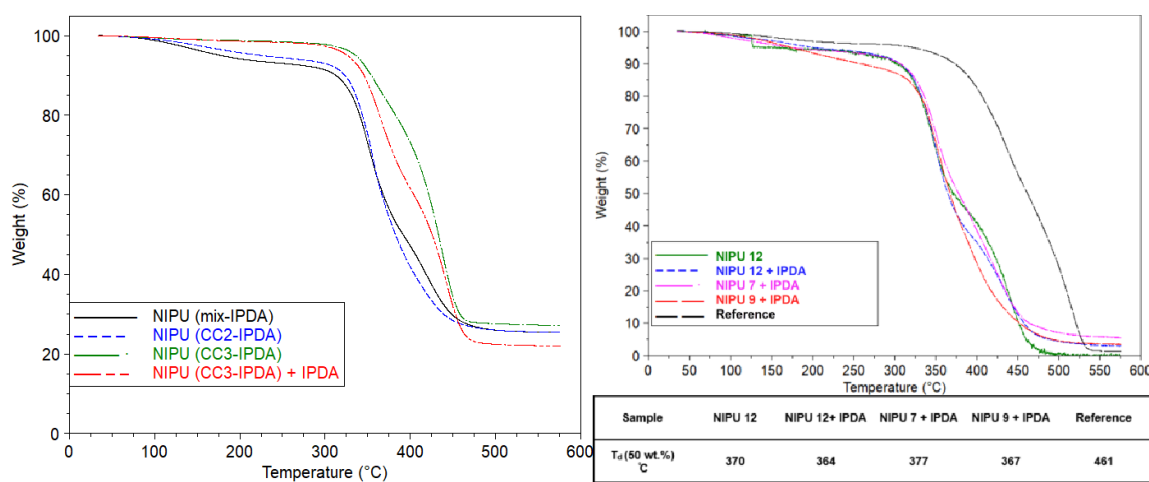 Weight (%)
100
80
60
40
20
0
NIPU (mix-IPDA)
NIPU (CC2-IPDA)
NIPU (CC3-IPDA)
NIPU (CC3-IPDA) + IPDA
0 100 200 300 400 500 600
Temperature (°C)
Weight (%)
100
90
80
70
60
50
40
30
20
10
0
NIPU 12
NIPU 12 + IPDA
NIPU 7 + IPDA
NIPU 9 + IPDA
Reference
0 50 100 150 200 250 300 350 400 450 500 550 600
Temperature (°C)
Sample NIPU 12 NIPU 12+ IPDA NIPU 7 + IPDA NIPU 9 + IPDA Reference
Td (50 wt.%) 370 364 377 367 461
°C